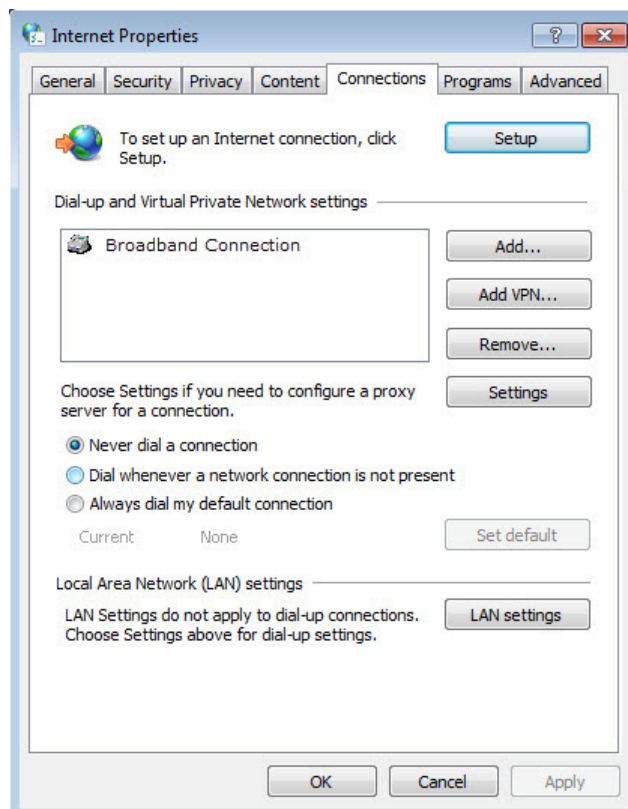 Internet Properties
?
General Security Privacy Content Connections Programs Advanced
To set up an Internet connection, click
Setup.
Setup
Dial-up and Virtual Private Network settings
Broadband Connection
Add...
Add VPN...
Remove...
Choose Settings if you need to configure a proxy
server for a connection.
Settings
Never dial a connection
Dial whenever a network connection is not present
Always dial my default connection
Current None
Set default
Local Area Network (LAN) settings
LAN Settings do not apply to dial-up connections.
Choose Settings above for dial-up settings.
LAN settings
OK Cancel Apply